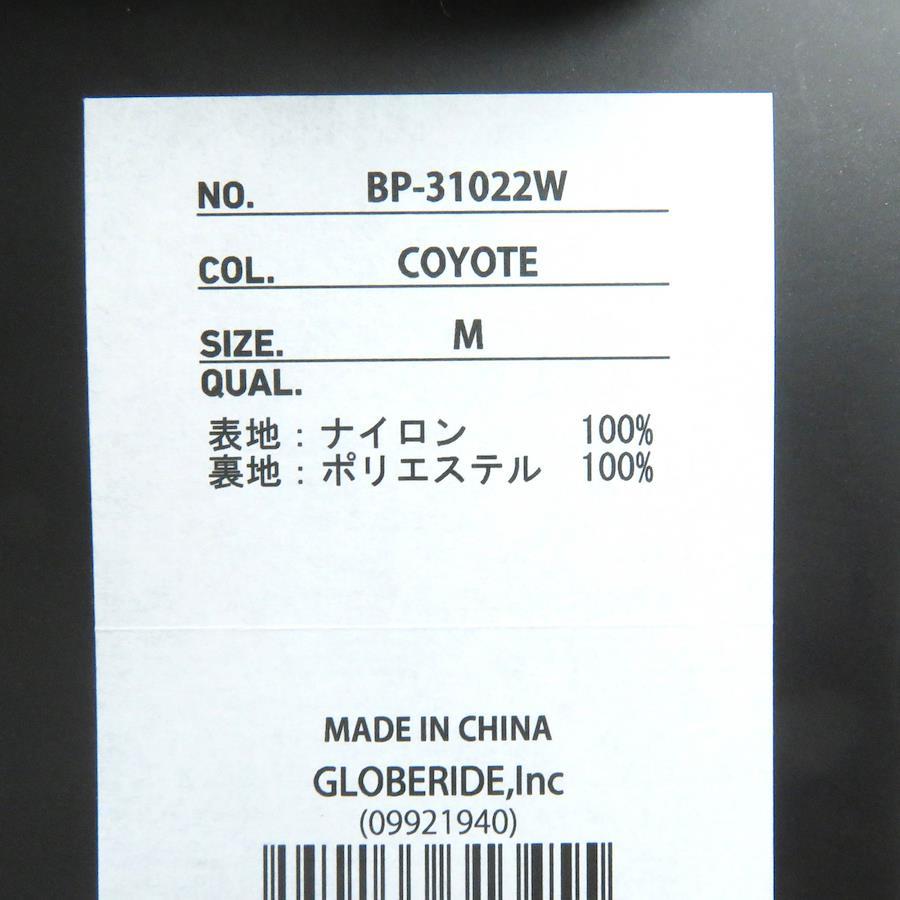 NO. BP-31022W
COL. COYOTE
SIZE. M
QUAL.
表地：ナイロン 100%
裏地：ポリエステル 100%
MADE IN CHINA
GLOBERIDE,Inc
(09921940)